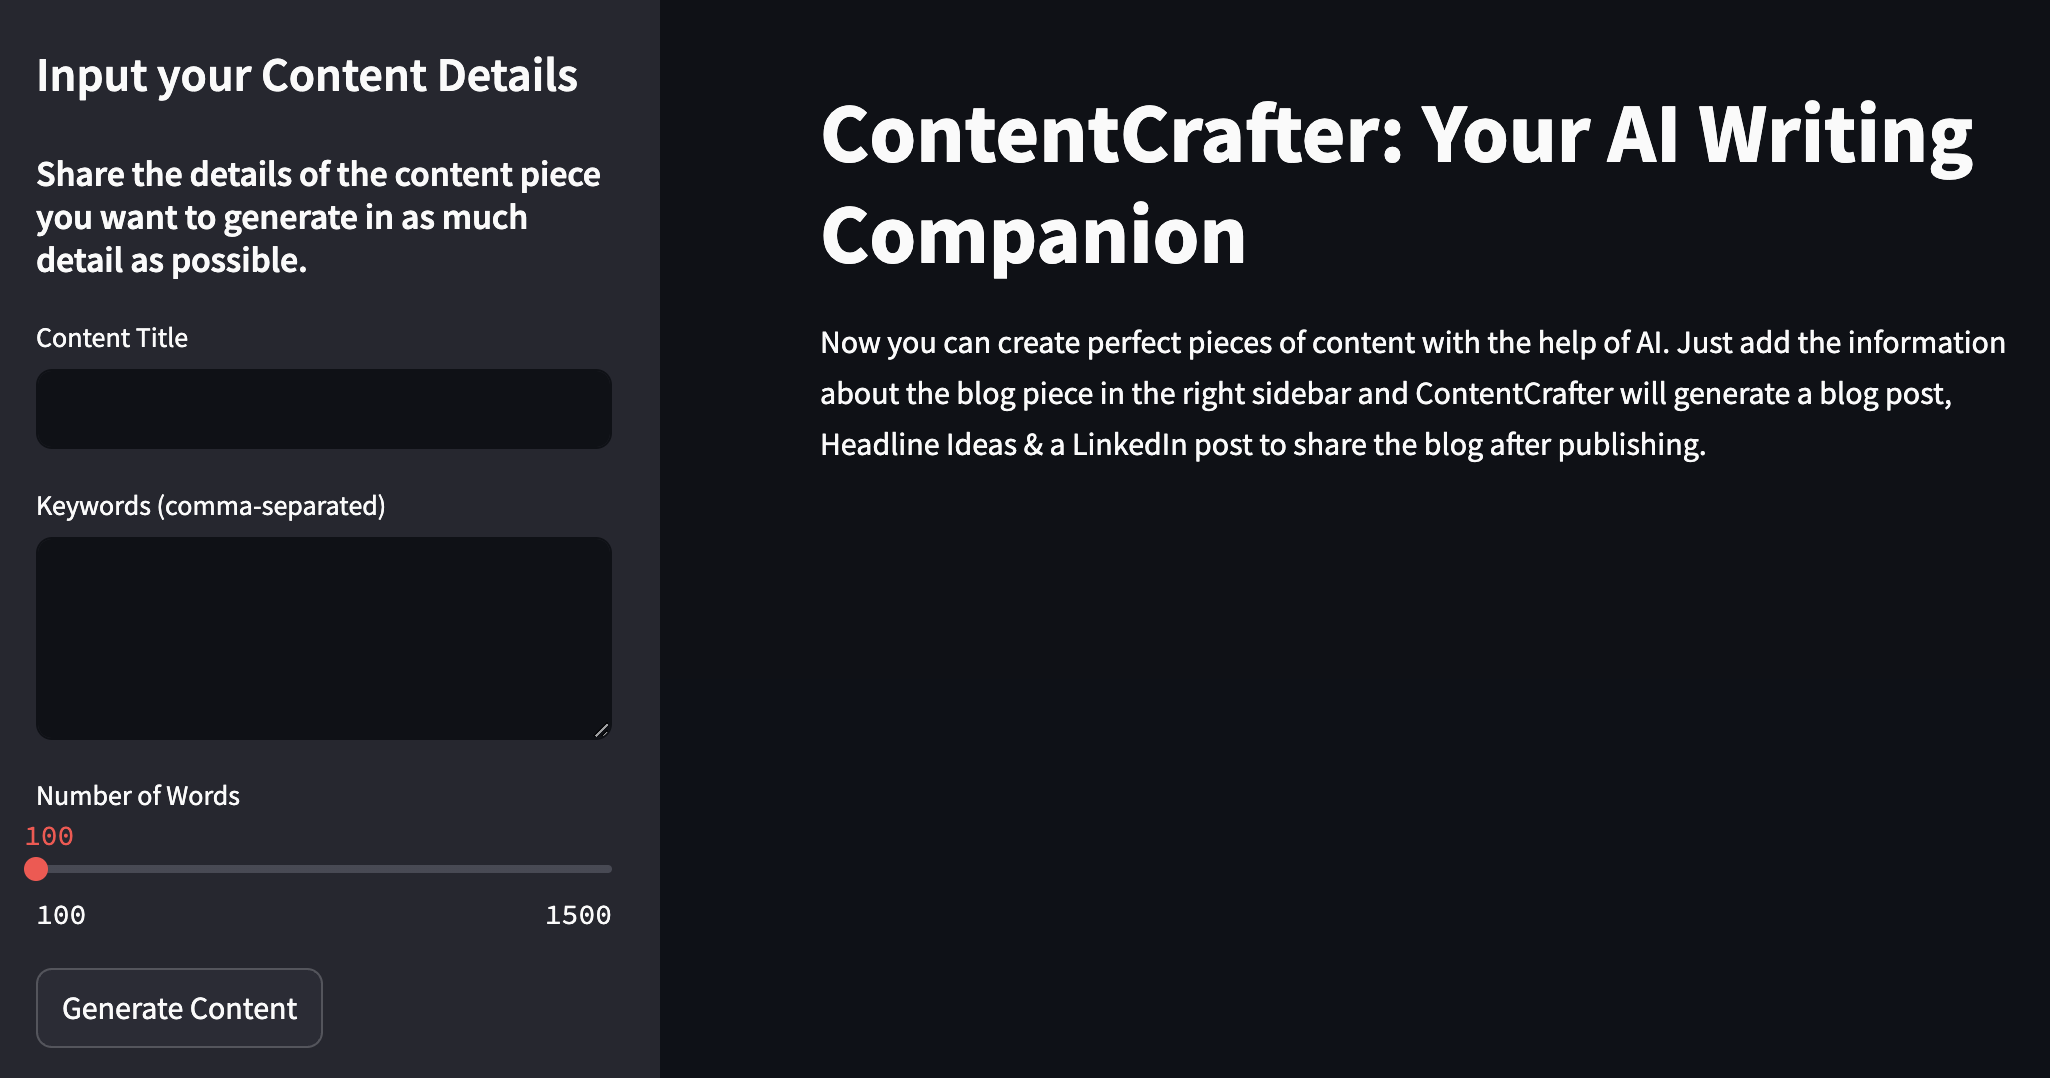 Input your Content Details
Share the details of the content piece
you want to generate in as much
detail as possible.
Content Title
Keywords (comma-separated)
Number of Words
100
100
1500
Generate Content
ContentCrafter: Your AI Writing
Companion
Now you can create perfect pieces of content with the help of AI. Just add the information
about the blog piece in the right sidebar and ContentCrafter will generate a blog post,
Headline Ideas & a LinkedIn post to share the blog after publishing.